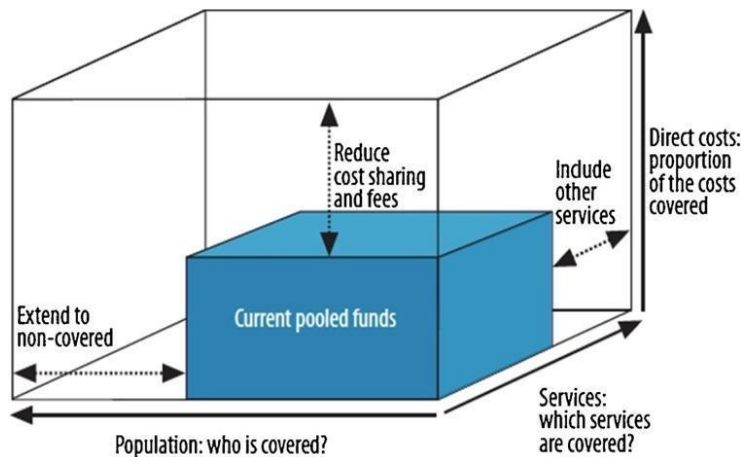 Direct costs:
proportion
of the costs
covered
Reduce
cost sharing
and fees
Include
other
services
Extend to
non-covered
Current pooled funds
Services:
which services
are covered?
Population: who is covered?